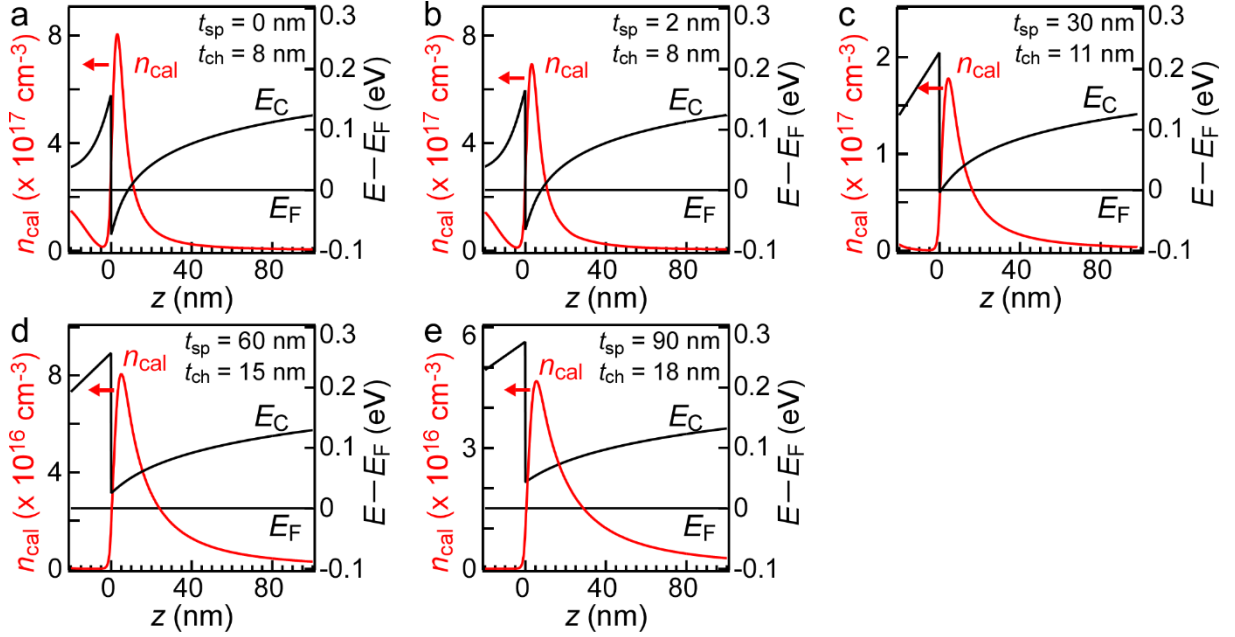 a
t_sp = 0 nm
t_ch = 8 nm
n_cal
E_C
E_F
n_cal (x 10^17 cm^-3)
8
4
0
E—E_F (eV)
0.3
0.2
0.1
0
-0.1
0 40 80
z (nm)
b
t_sp = 2 nm
t_ch = 8 nm
n_cal
E_C
E_F
n_cal (x 10^17 cm^-3)
8
4
0
E—E_F (eV)
0.3
0.2
0.1
0
-0.1
0 40 80
z (nm)
c
t_sp = 30 nm
t_ch = 11 nm
n_cal
E_C
E_F
n_cal (x 10^17 cm^-3)
2
1
0
E—E_F (eV)
0.3
0.2
0.1
0
-0.1
0 40 80
z (nm)
d
t_sp = 60 nm
t_ch = 15 nm
n_cal
E_C
E_F
n_cal (x 10^16 cm^-3)
8
4
0
E—E_F (eV)
0.3
0.2
0.1
0
-0.1
0 40 80
z (nm)
e
t_sp = 90 nm
t_ch = 18 nm
n_cal
E_C
E_F
n_cal (x 10^16 cm^-3)
6
3
0
E—E_F (eV)
0.3
0.2
0.1
0
-0.1
0 40 80
z (nm)